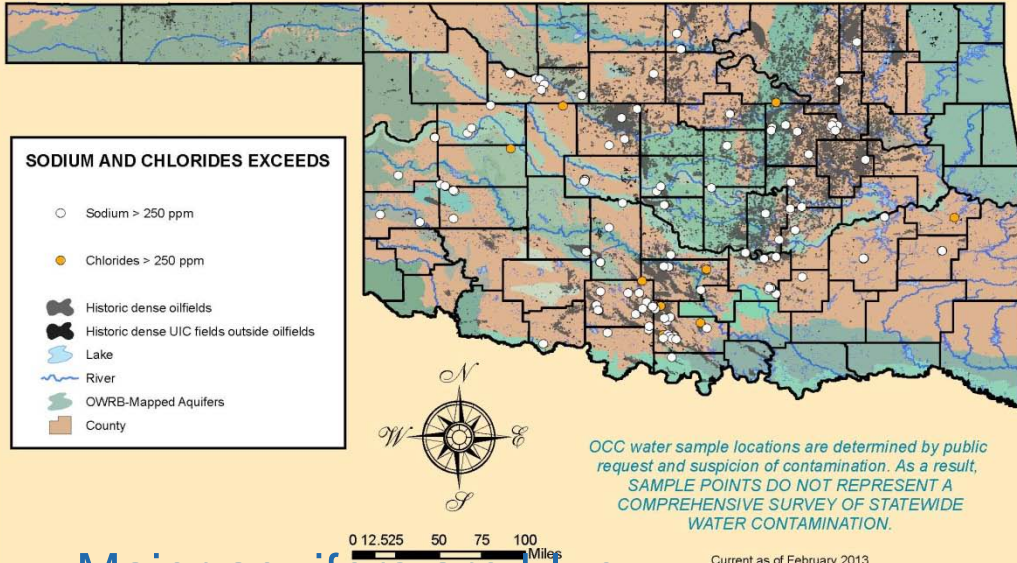 SODIUM AND CHLORIDES EXCEEDS
Sodium > 250 ppm
Chlorides > 250 ppm
Historic dense oilfields
Historic dense UIC fields outside oilfields
Lake
River
OWRB-Mapped Aquifers
County
N
W
E
S
OCC water sample locations are determined by public
request and suspicion of contamination. As a result,
SAMPLE POINTS DO NOT REPRESENT A
COMPREHENSIVE SURVEY OF STATEWIDE
WATER CONTAMINATION.
0 12.525 50 75 100
Miles
Current as of February 2013